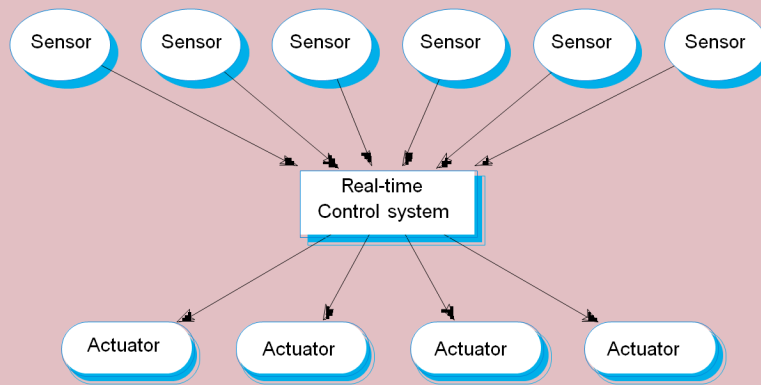 Sensor
Sensor
Sensor
Sensor
Sensor
Sensor
Real-time
Control system
Actuator
Actuator
Actuator
Actuator